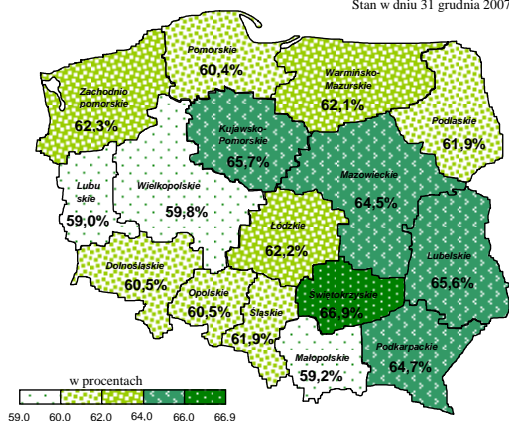 Stan w dniu 31 grudnia 2007
Pomorskie
60,4%
Warmińsko-
Mazurskie
62,1%
Zachodnio
pomorskie
62,3%
Podlaskie
61,9%
Kujawsko-
Pomorskie
65,7%
Mazowieckie
64,5%
Lubu
skie
59,0%
Wielkopolskie
59,8%
Łódzkie
62,2%
Lubelskie
65,6%
Dolnośląskie
60,5%
Opolskie
60,5%
Śląskie
61,9%
Świętokrzyskie
66,9%
Małopolskie
59,2%
Podkarpackie
64,7%
w procentach
59.0 60.0 62.0 64.0 66.0 66.9